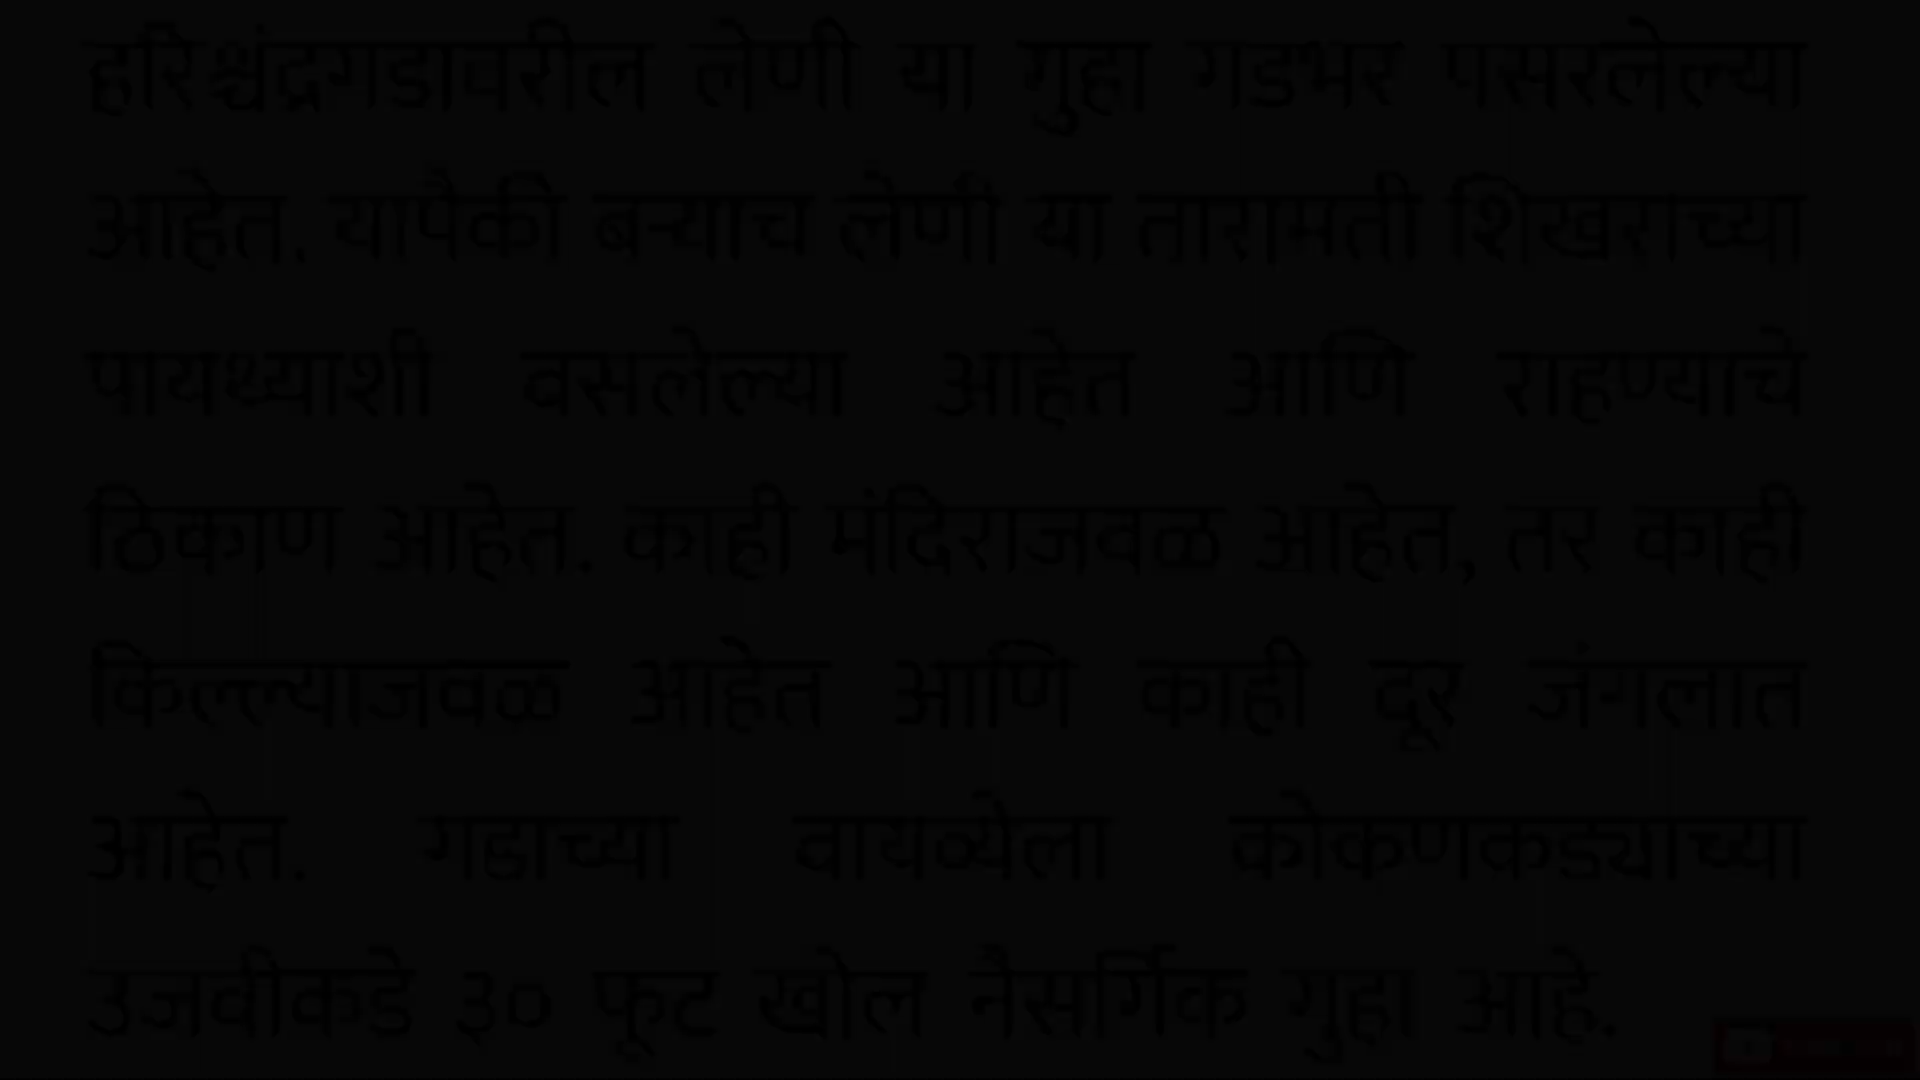 हरिश्चंद्रगडावरील लेणी या गुहा गडभर पसरलेल्या
आहेत. यापैकी बऱ्याच लेणी या तारामती शिखराच्या
पायथ्याशी वसलेल्या आहेत आणि राहण्याचे
ठिकाण आहेत. काही मंदिराजवळ आहेत, तर काही
किल्ल्याजवळ आहेत आणि काही दूर जंगलात
आहेत. गडाच्या वायव्येला कोकणकड्याच्या
उजवीकडे ३० फूट खोल नैसर्गिक गुहा आहे.